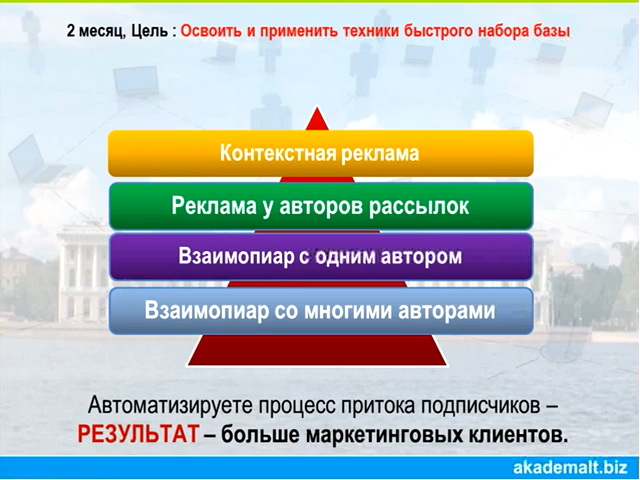 2 месяц, Цель : Освоить и применить техники быстрого набора базы
Контекстная реклама
Реклама у авторов рассылок
Взаимопиар с одним автором
Взаимопиар со многими авторами
Автоматизируете процесс притока подписчиков –
РЕЗУЛЬТАТ – больше маркетинговых клиентов.
akademalt.biz